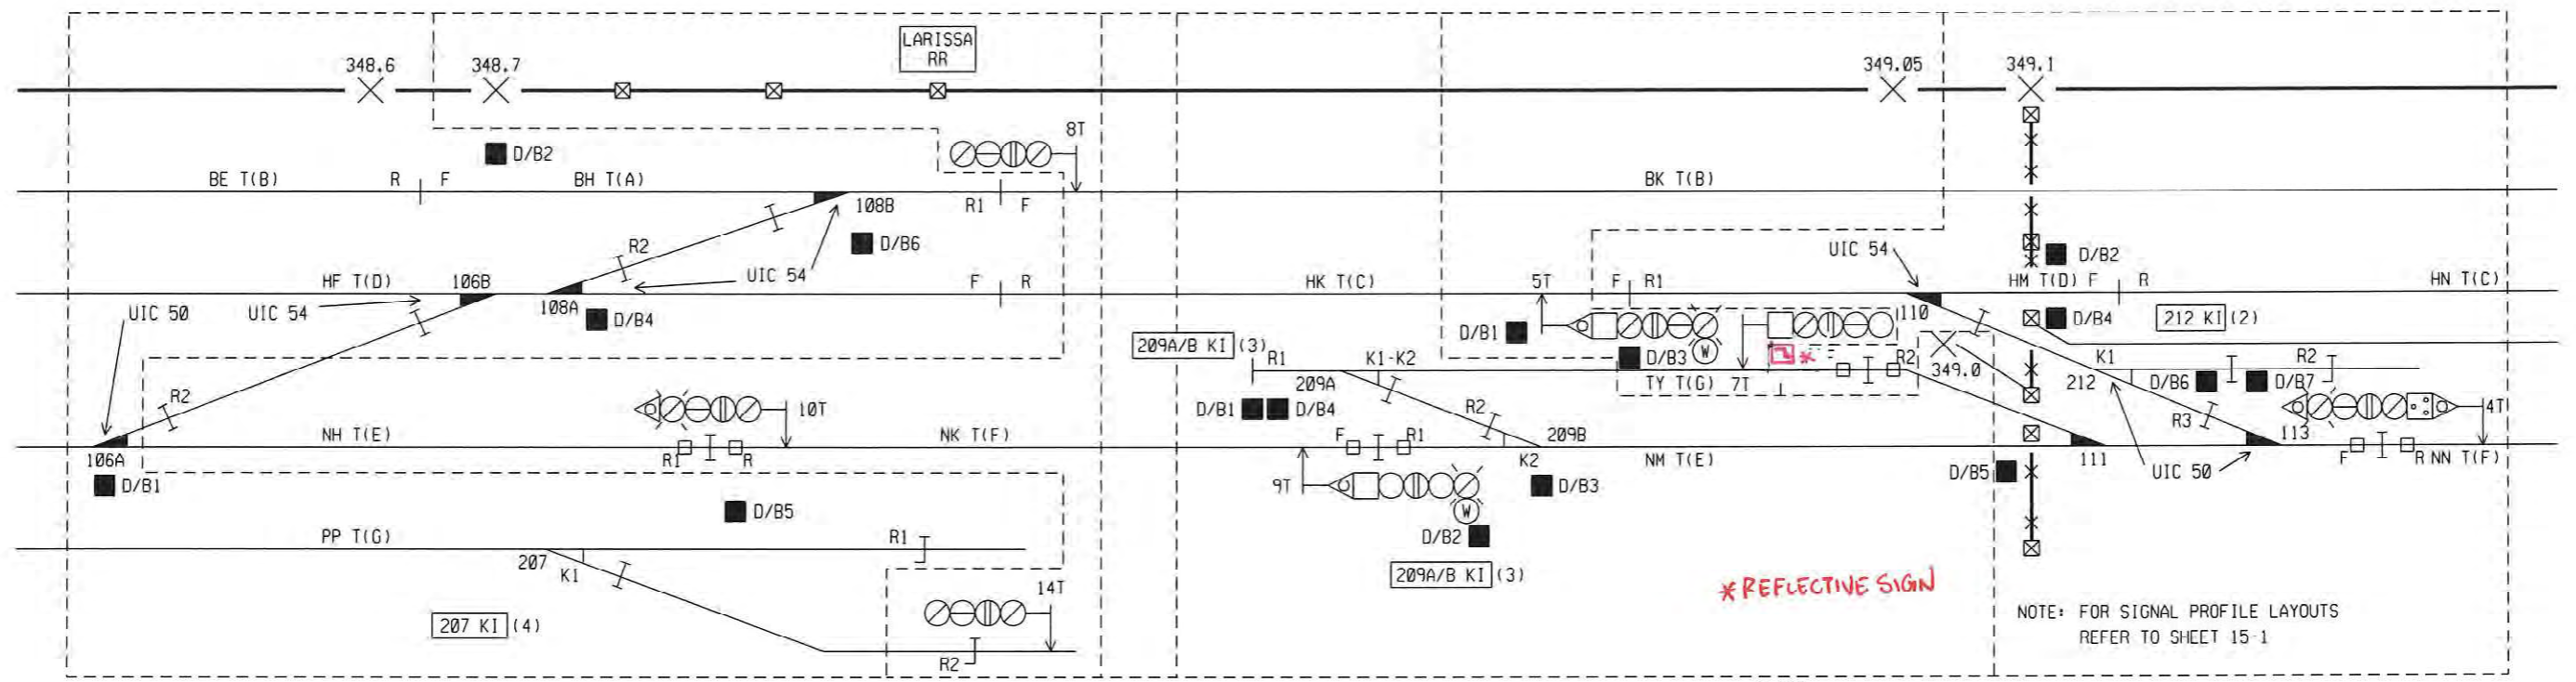 LARISSA
RR
348.6
348.7
349.05
349.1
8T
D/B2
BE T(B)
R
F
BH T(A)
BK T(B)
108B
R1
F
D/B6
R2
UIC 54
UIC 54
D/B2
HF T(D)
106B
F
R
HK T(C)
5T
F
R1
HM T(D)
F
R
HN T(C)
UIC 50
UIC 54
108A
D/B4
D/B1
110
D/B4
212 KI (2)
209A/B KI (3)
R1
K1-K2
D/B3
W
*
R2
349.0
K1
R2
209A
TY T(G)
7T
212
D/B6
D/B7
R2
10T
D/B1
D/B4
R2
R3
4T
NH T(E)
NK T(F)
F
R1
209B
113
106A
R1
R
K2
NM T(E)
111
UIC 50
F
R
NN T(F)
D/B1
9T
D/B3
D/B5
D/B5
W
D/B2
PP T(G)
R1
207
K1
209A/B KI (3)
14T
*REFLECTIVE SIGN
207 KI (4)
NOTE: FOR SIGNAL PROFILE LAYOUTS
REFER TO SHEET 15-1
R2